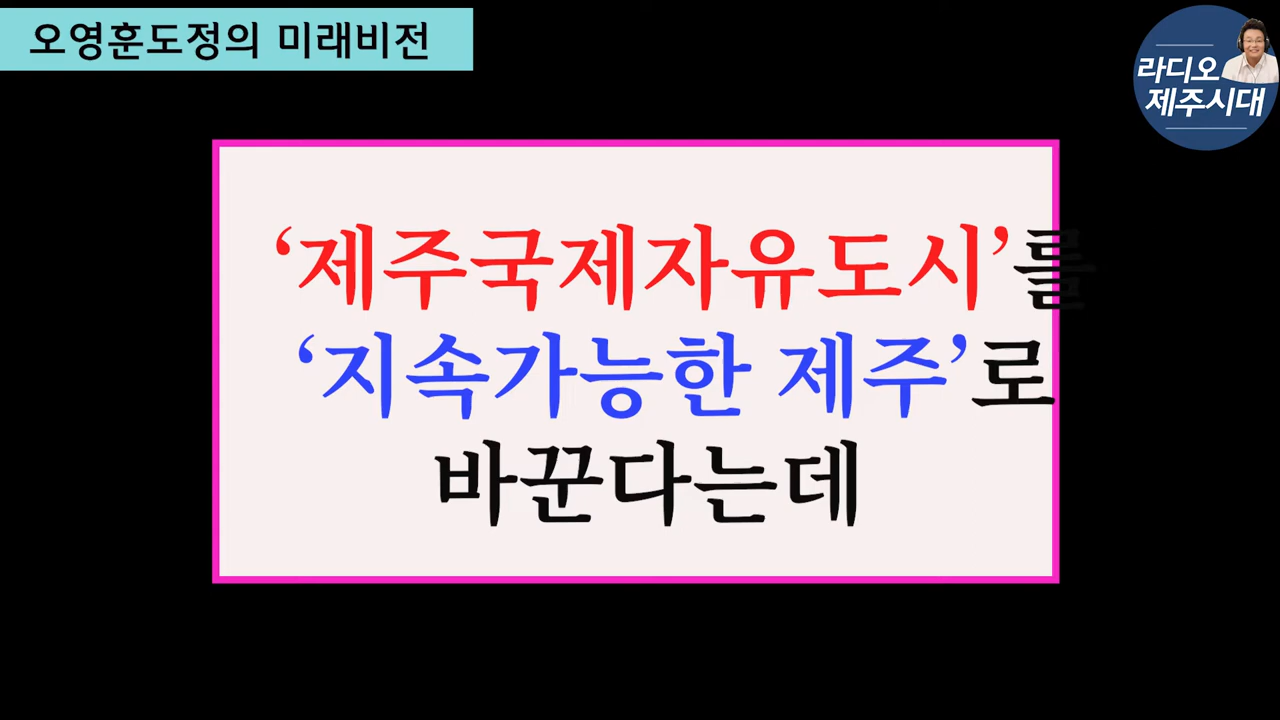 오영훈도정의 미래비전
라디오
제주시대
‘제주국제자유도시’를
‘지속가능한 제주’로
바꾼다는데